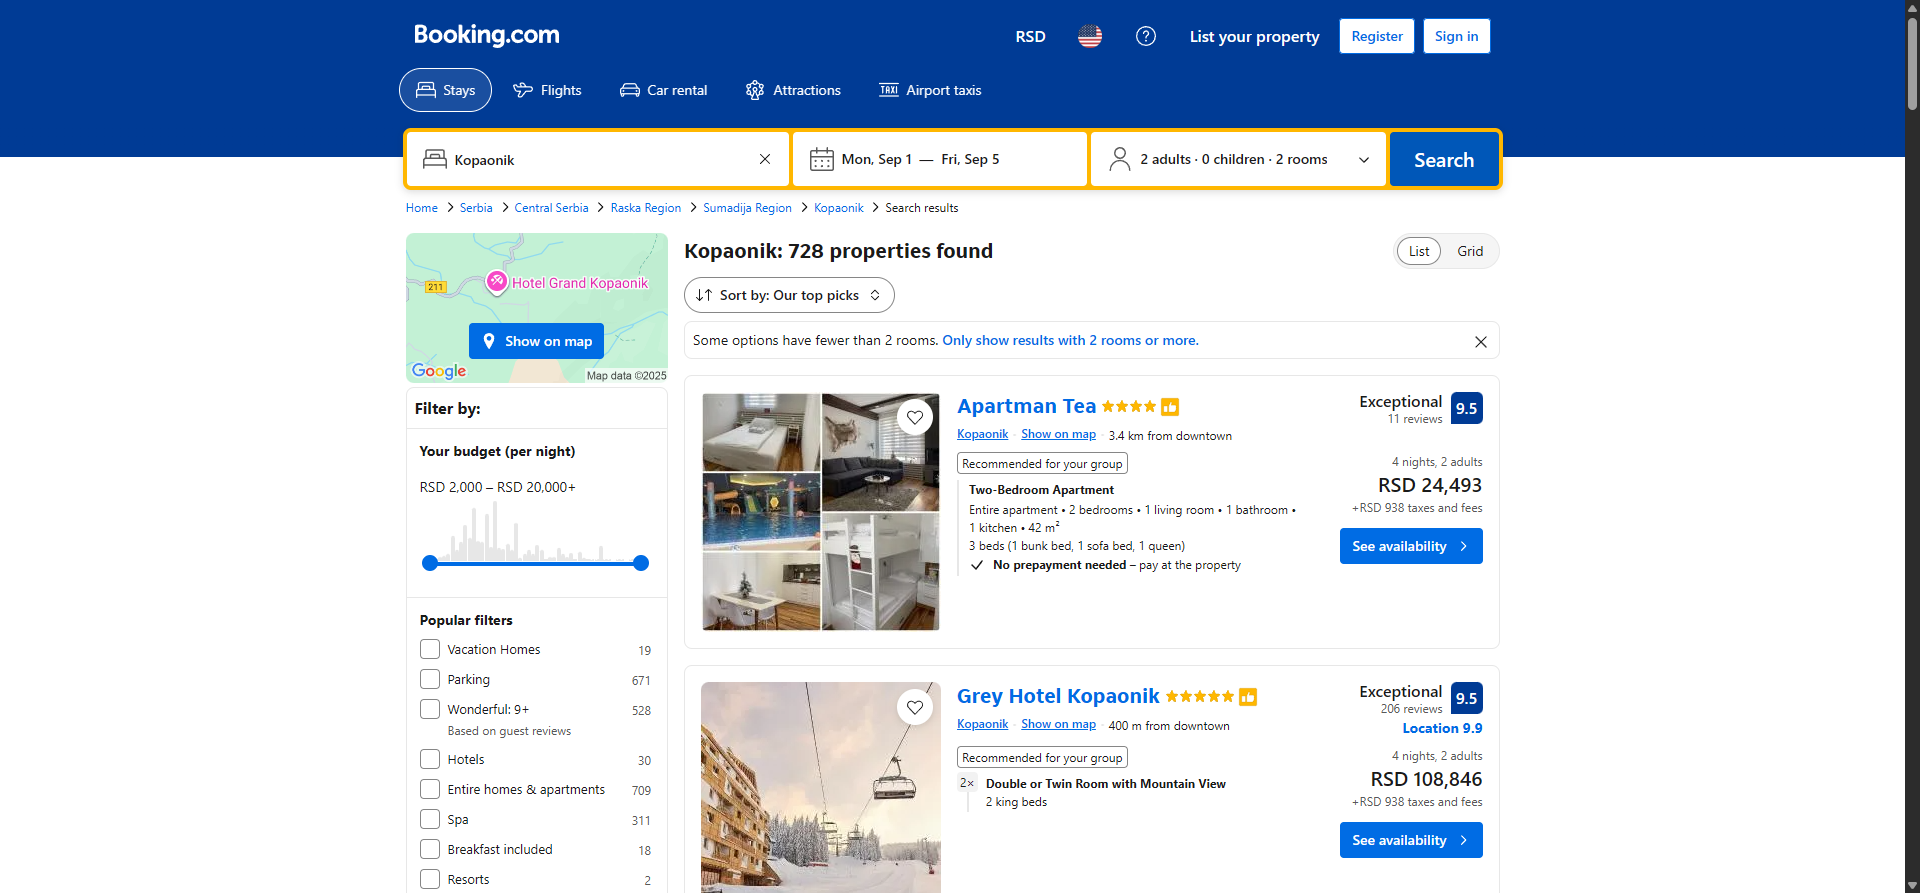 Booking.com
RSD
List your property
Register
Sign in
Stays
Flights
Car rental
Attractions
TAXI
Airport taxis
Kopaonik
Mon, Sep 1 — Fri, Sep 5
2 adults · 0 children · 2 rooms
Search
Home > Serbia > Central Serbia > Raska Region > Sumadija Region > Kopaonik > Search results
211
Hotel Grand Kopaonik
Show on map
Google
Map data ©2025
Filter by:
Your budget (per night)
RSD 2,000 – RSD 20,000+
Popular filters
Vacation Homes 19
Parking 671
Wonderful: 9+ 528
Based on guest reviews
Hotels 30
Entire homes & apartments 709
Spa 311
Breakfast included 18
Resorts 2
Kopaonik: 728 properties found
List
Grid
Sort by: Our top picks
Some options have fewer than 2 rooms. Only show results with 2 rooms or more.
Apartman Tea
Kopaonik · Show on map · 3.4 km from downtown
Recommended for your group
Two-Bedroom Apartment
Entire apartment • 2 bedrooms • 1 living room • 1 bathroom •
1 kitchen • 42 m²
3 beds (1 bunk bed, 1 sofa bed, 1 queen)
No prepayment needed – pay at the property
Exceptional
11 reviews
9.5
4 nights, 2 adults
RSD 24,493
+RSD 938 taxes and fees
See availability
Grey Hotel Kopaonik
Kopaonik · Show on map · 400 m from downtown
Recommended for your group
2× Double or Twin Room with Mountain View
2 king beds
Exceptional
206 reviews
9.5
Location 9.9
4 nights, 2 adults
RSD 108,846
+RSD 938 taxes and fees
See availability